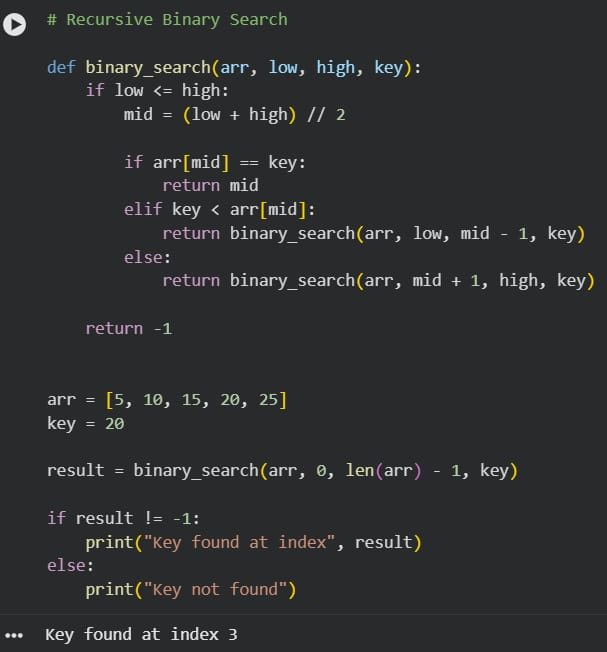 # Recursive Binary Search
def binary_search(arr, low, high, key):
    if low <= high:
        mid = (low + high) // 2
        if arr[mid] == key:
            return mid
        elif key < arr[mid]:
            return binary_search(arr, low, mid - 1, key)
        else:
            return binary_search(arr, mid + 1, high, key)
    return -1
arr = [5, 10, 15, 20, 25]
key = 20
result = binary_search(arr, 0, len(arr) - 1, key)
if result != -1:
    print("Key found at index", result)
else:
    print("Key not found")
Key found at index 3